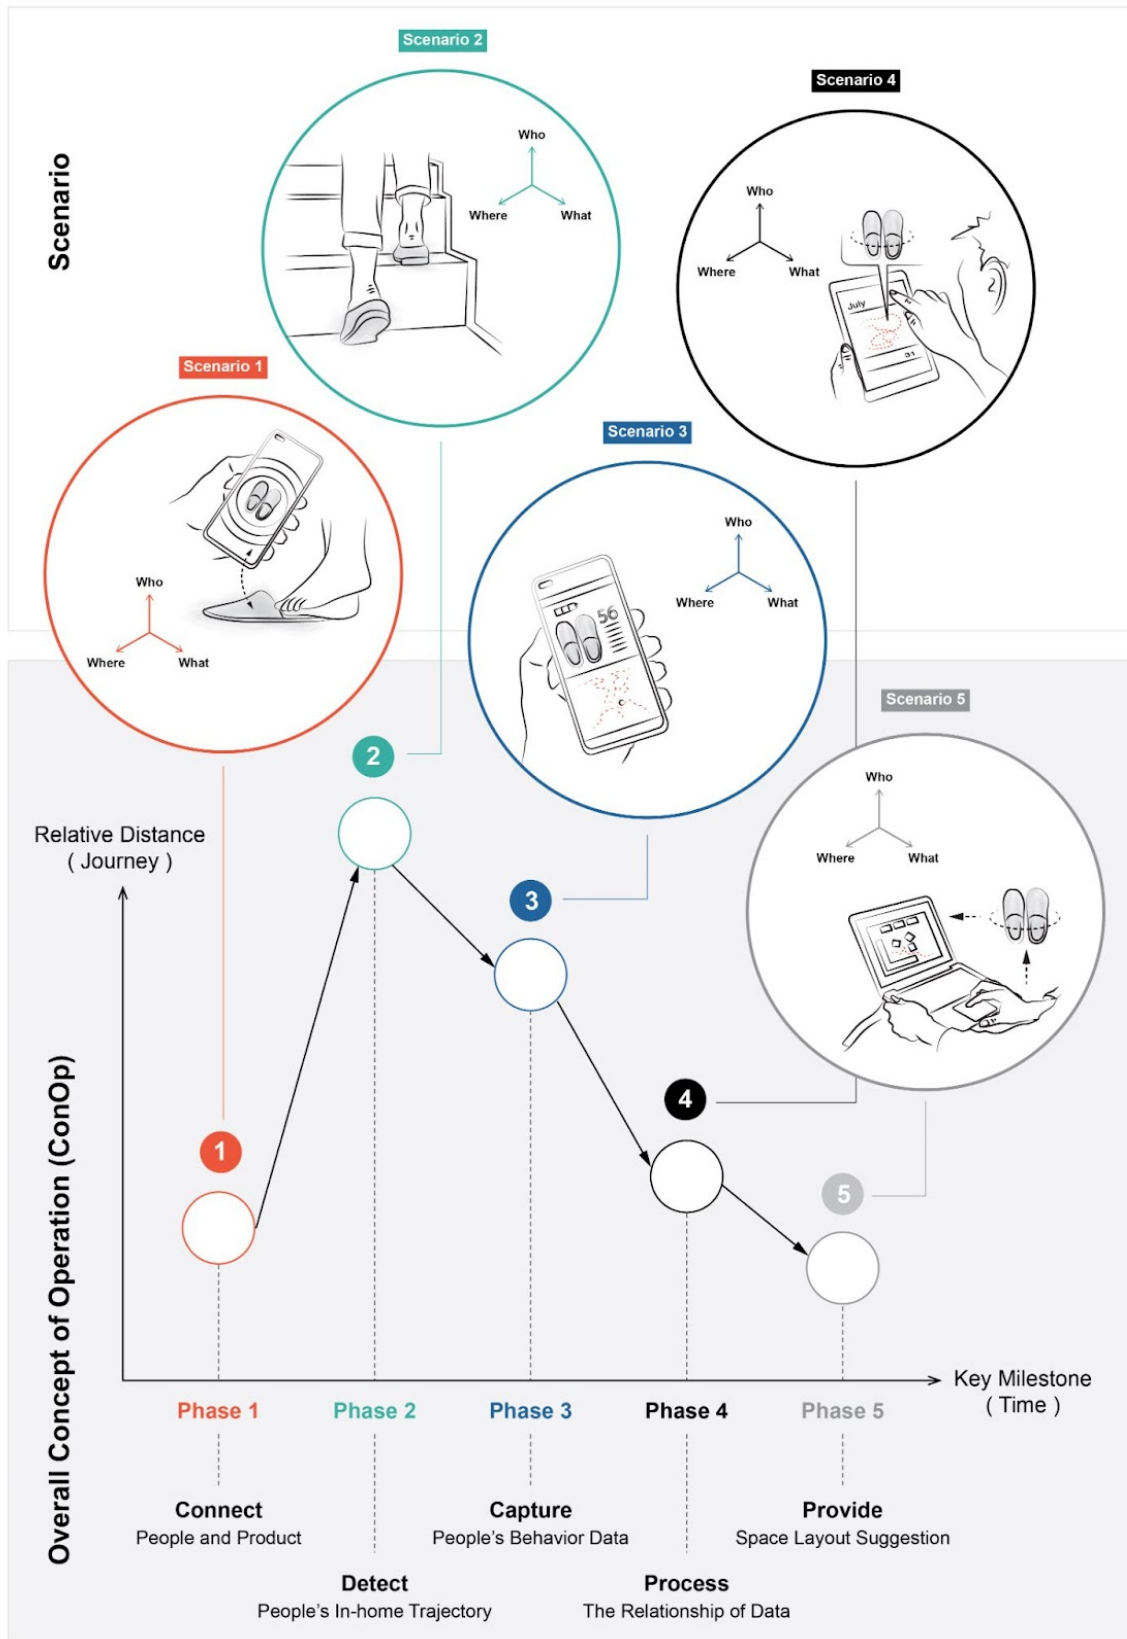 Scenario
Scenario 2
Who
Where
What
Scenario 4
Who
Where
What
July
31
Scenario 1
Who
Where
What
Scenario 3
Who
Where
What
56
Scenario 5
Who
Where
What
Overall Concept of Operation (ConOp)
Relative Distance
( Journey )
1
2
3
4
5
Key Milestone
( Time )
Phase 1
Phase 2
Phase 3
Phase 4
Phase 5
Connect
People and Product
Detect
People's In-home Trajectory
Capture
People's Behavior Data
Process
The Relationship of Data
Provide
Space Layout Suggestion